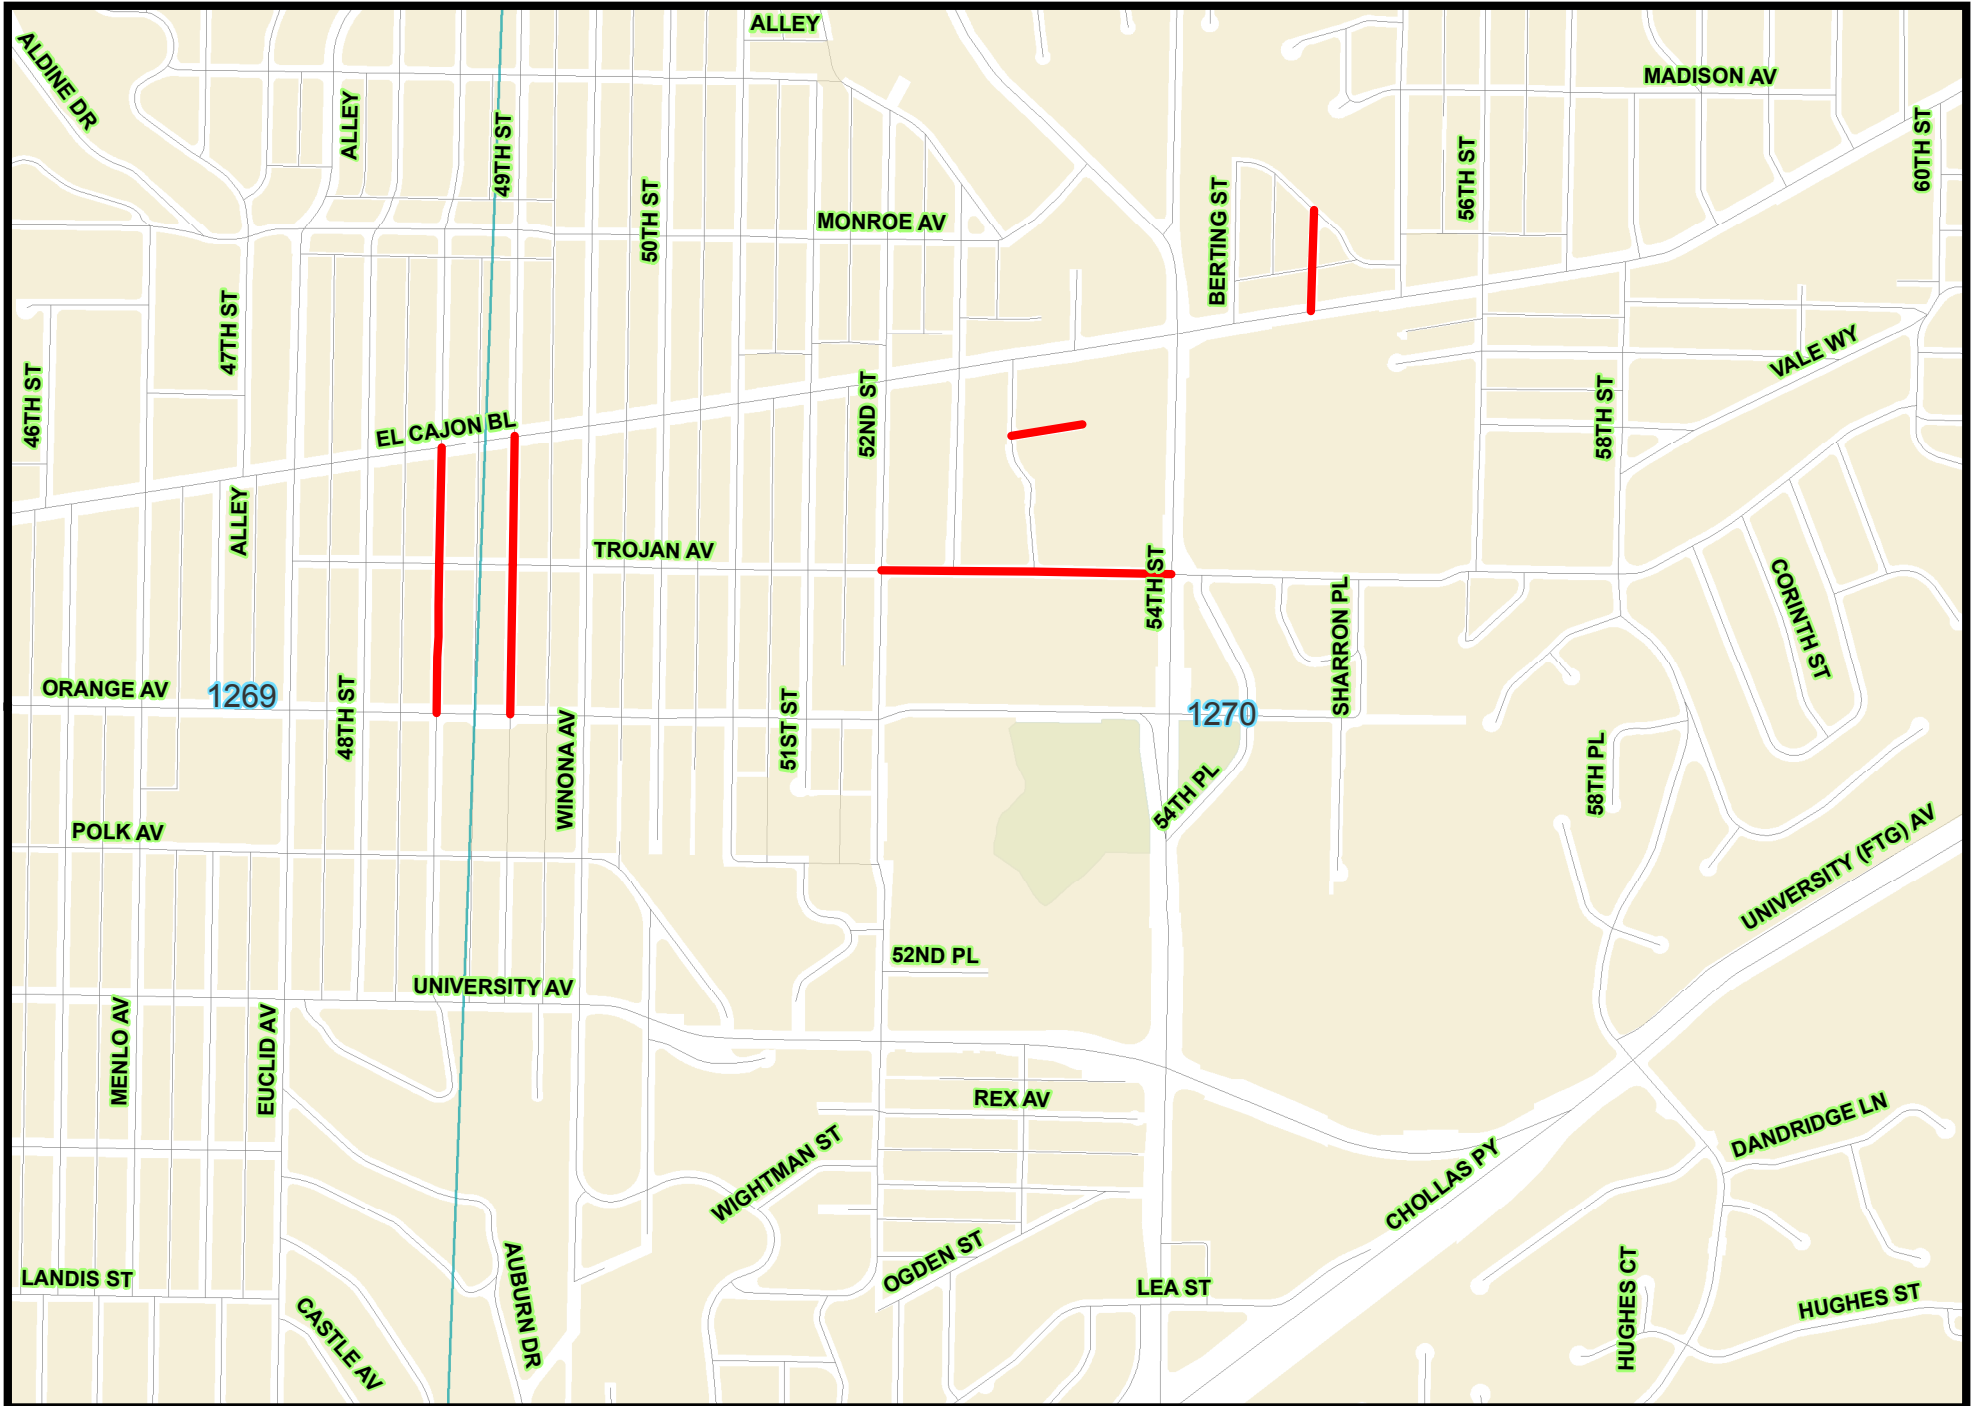 ALLEY
ALDINE DR
MADISON AV
ALLEY
49TH ST
60TH ST
56TH ST
50TH ST
BERTING ST
MONROE AV
47TH ST
VALE WY
46TH ST
52ND ST
58TH ST
EL CAJON BL
ALLEY
TROJAN AV
54TH ST
CORINTH ST
SHARRON PL
ORANGE AV
1269
48TH ST
51ST ST
1270
WINONA AV
58TH PL
54TH PL
POLK AV
UNIVERSITY (FTG) AV
52ND PL
UNIVERSITY AV
MENLO AV
EUCLID AV
REX AV
DANDRIDGE LN
WIGHTMAN ST
CHOLLAS PY
OGDEN ST
LANDIS ST
AUBURN DR
LEA ST
HUGHES CT
HUGHES ST
CASTLE AV